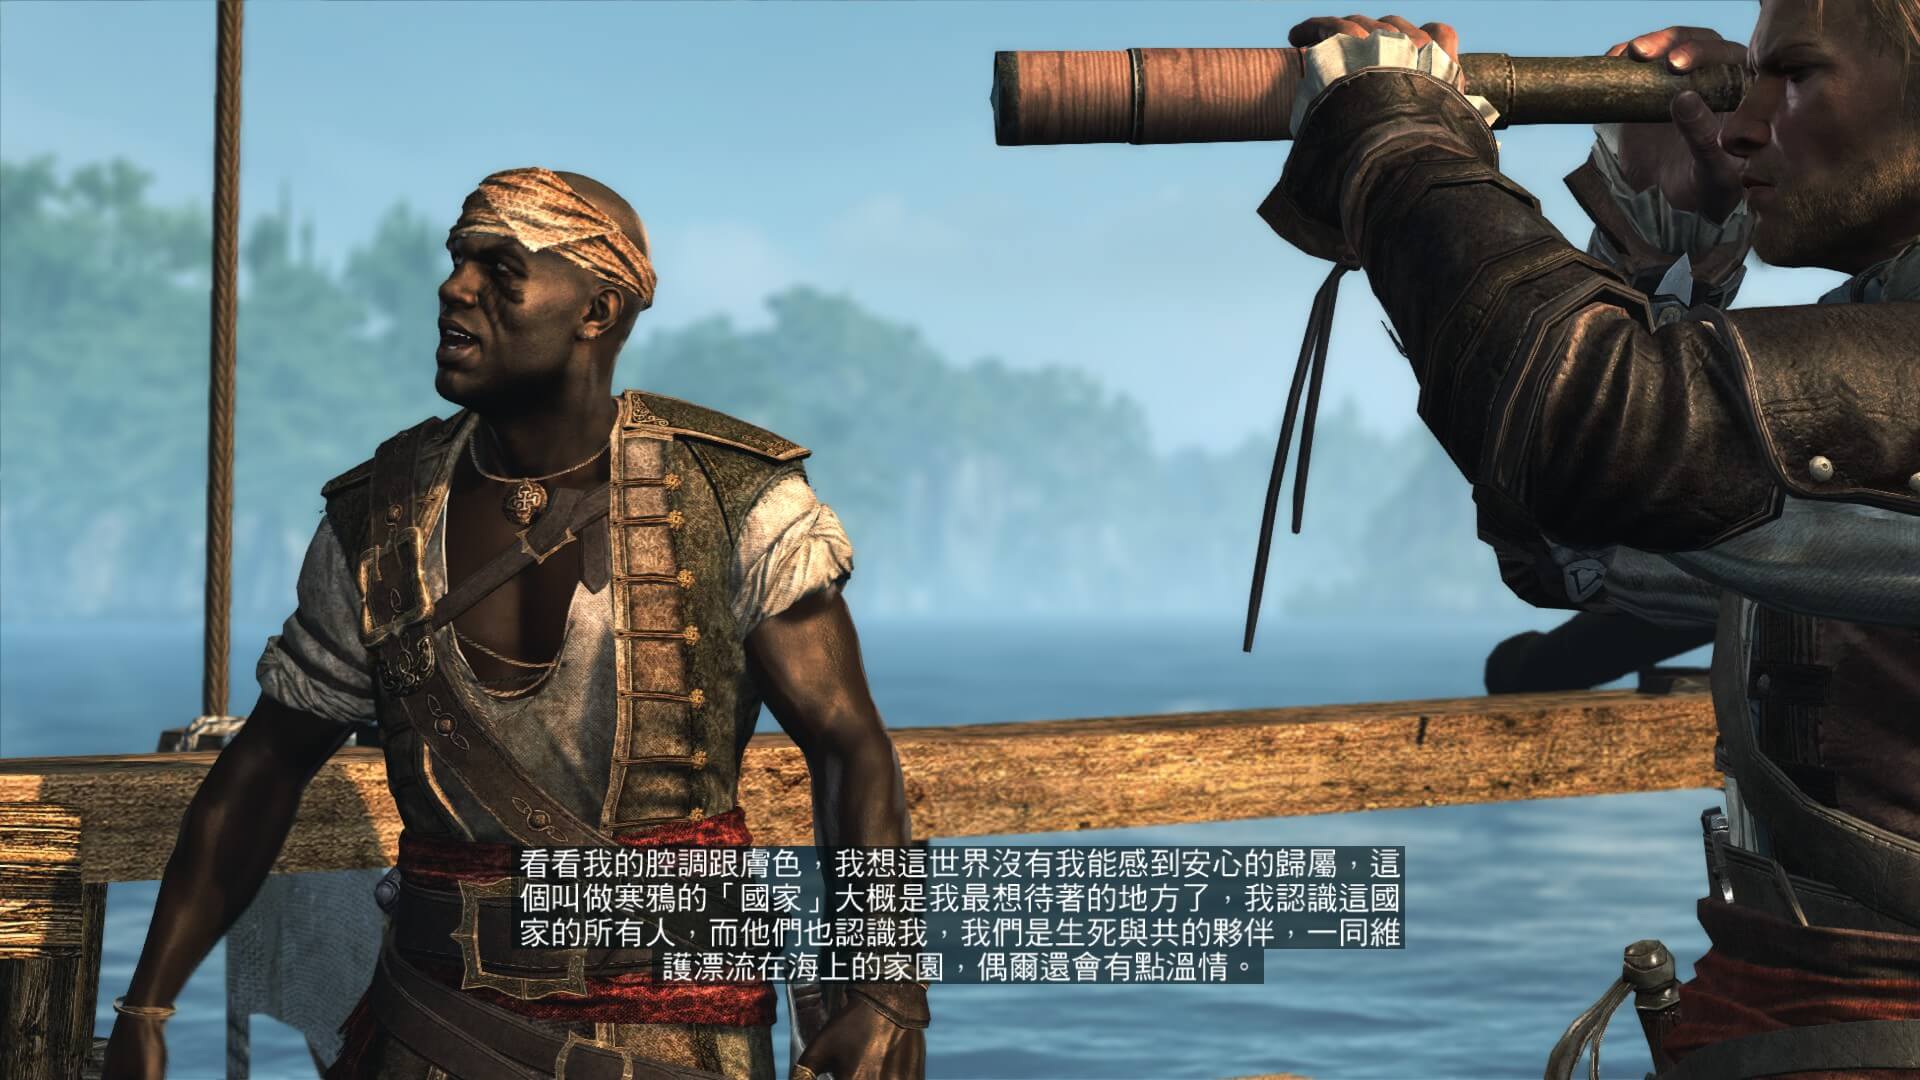 看看我的腔調跟膚色，我想這世界沒有我能感到安心的歸屬，這
個叫做寒鴉的「國家」大概是我最想待著的地方了，我認識這國
家的所有人，而他們也認識我，我們是生死與共的夥伴，一同維
護漂流在海上的家園，偶爾還會有點溫情。